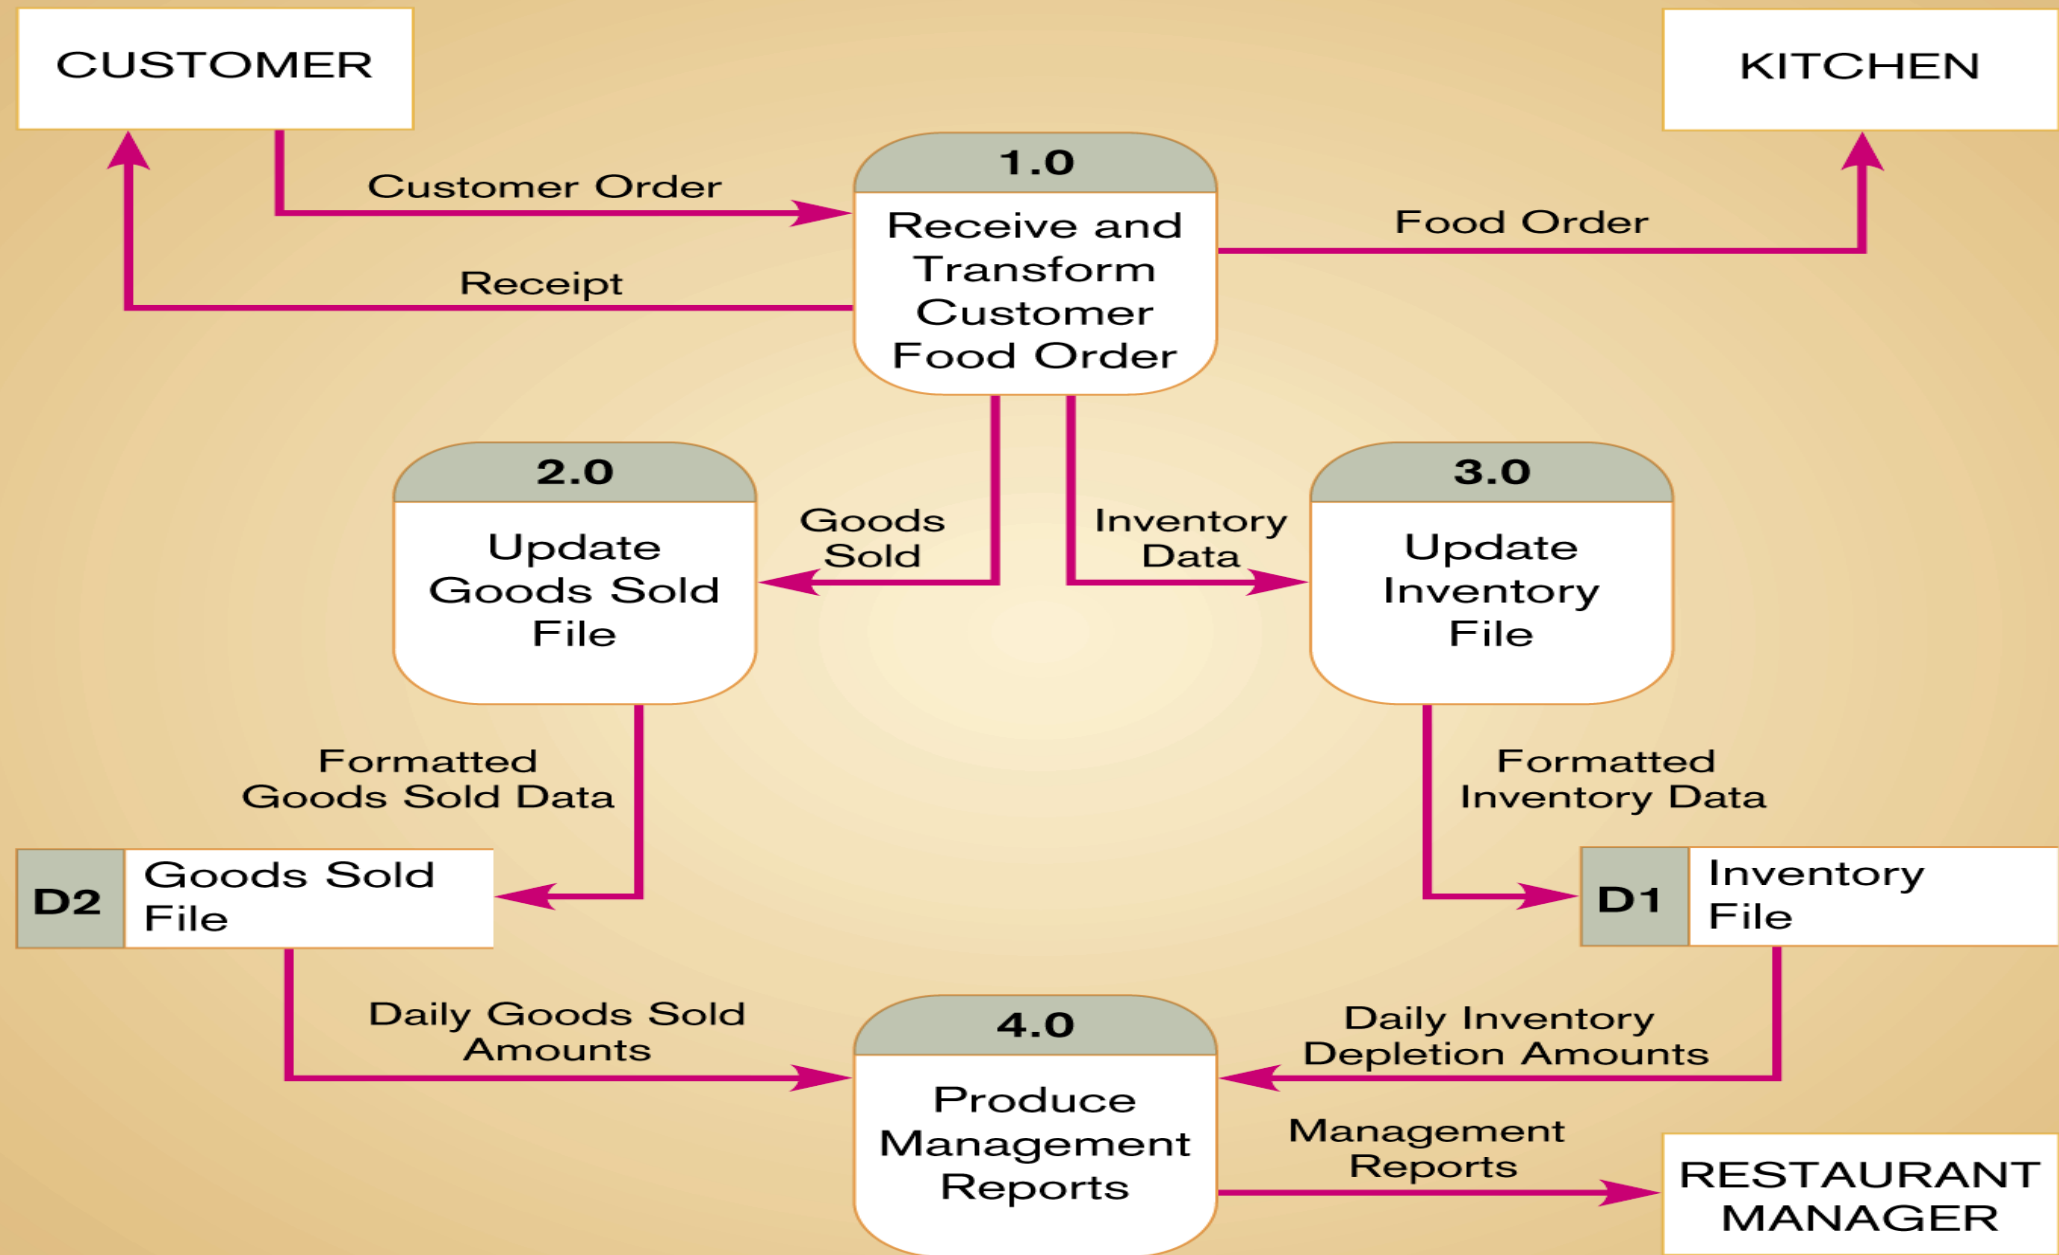 CUSTOMER
KITCHEN
1.0
Receive and
Transform
Customer
Food Order
Customer Order
Food Order
Receipt
2.0
Update
Goods Sold
File
Goods
Sold
Inventory
Data
3.0
Update
Inventory
File
Formatted
Goods Sold Data
Formatted
Inventory Data
D2
Goods Sold
File
D1
Inventory
File
Daily Goods Sold
Amounts
4.0
Produce
Management
Reports
Daily Inventory
Depletion Amounts
Management
Reports
RESTAURANT
MANAGER